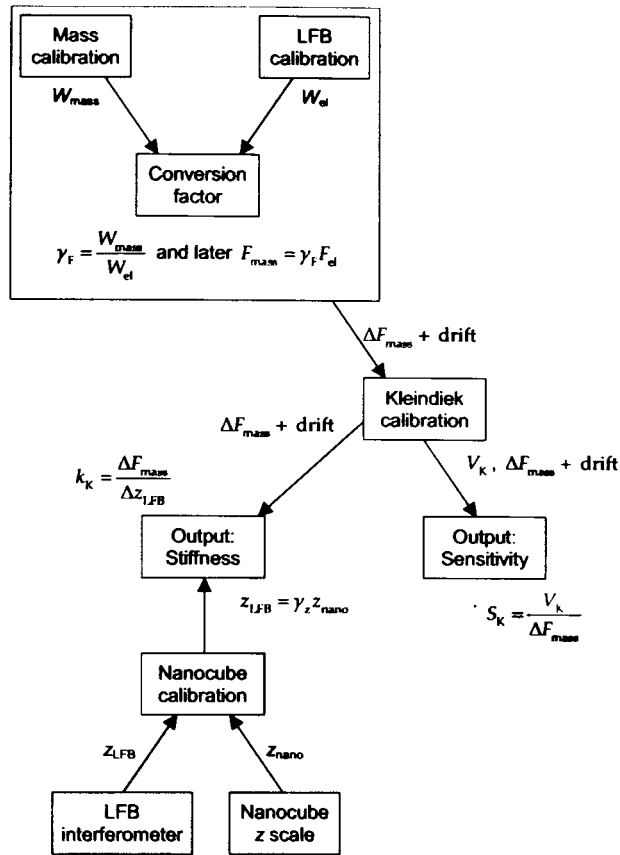 Mass calibration
LFB calibration
W_mass
W_el
Conversion factor
γ_F = W_mass / W_el and later F_mass = γ_F F_el
ΔF_mass + drift
Kleindiek calibration
ΔF_mass + drift
V_K , ΔF_mass + drift
k_K = ΔF_mass / Δz_LFB
Output: Stiffness
Output: Sensitivity
z_LFB = γ_z z_nano
S_K = V_K / ΔF_mass
Nanocube calibration
z_LFB
z_nano
LFB interferometer
Nanocube z scale